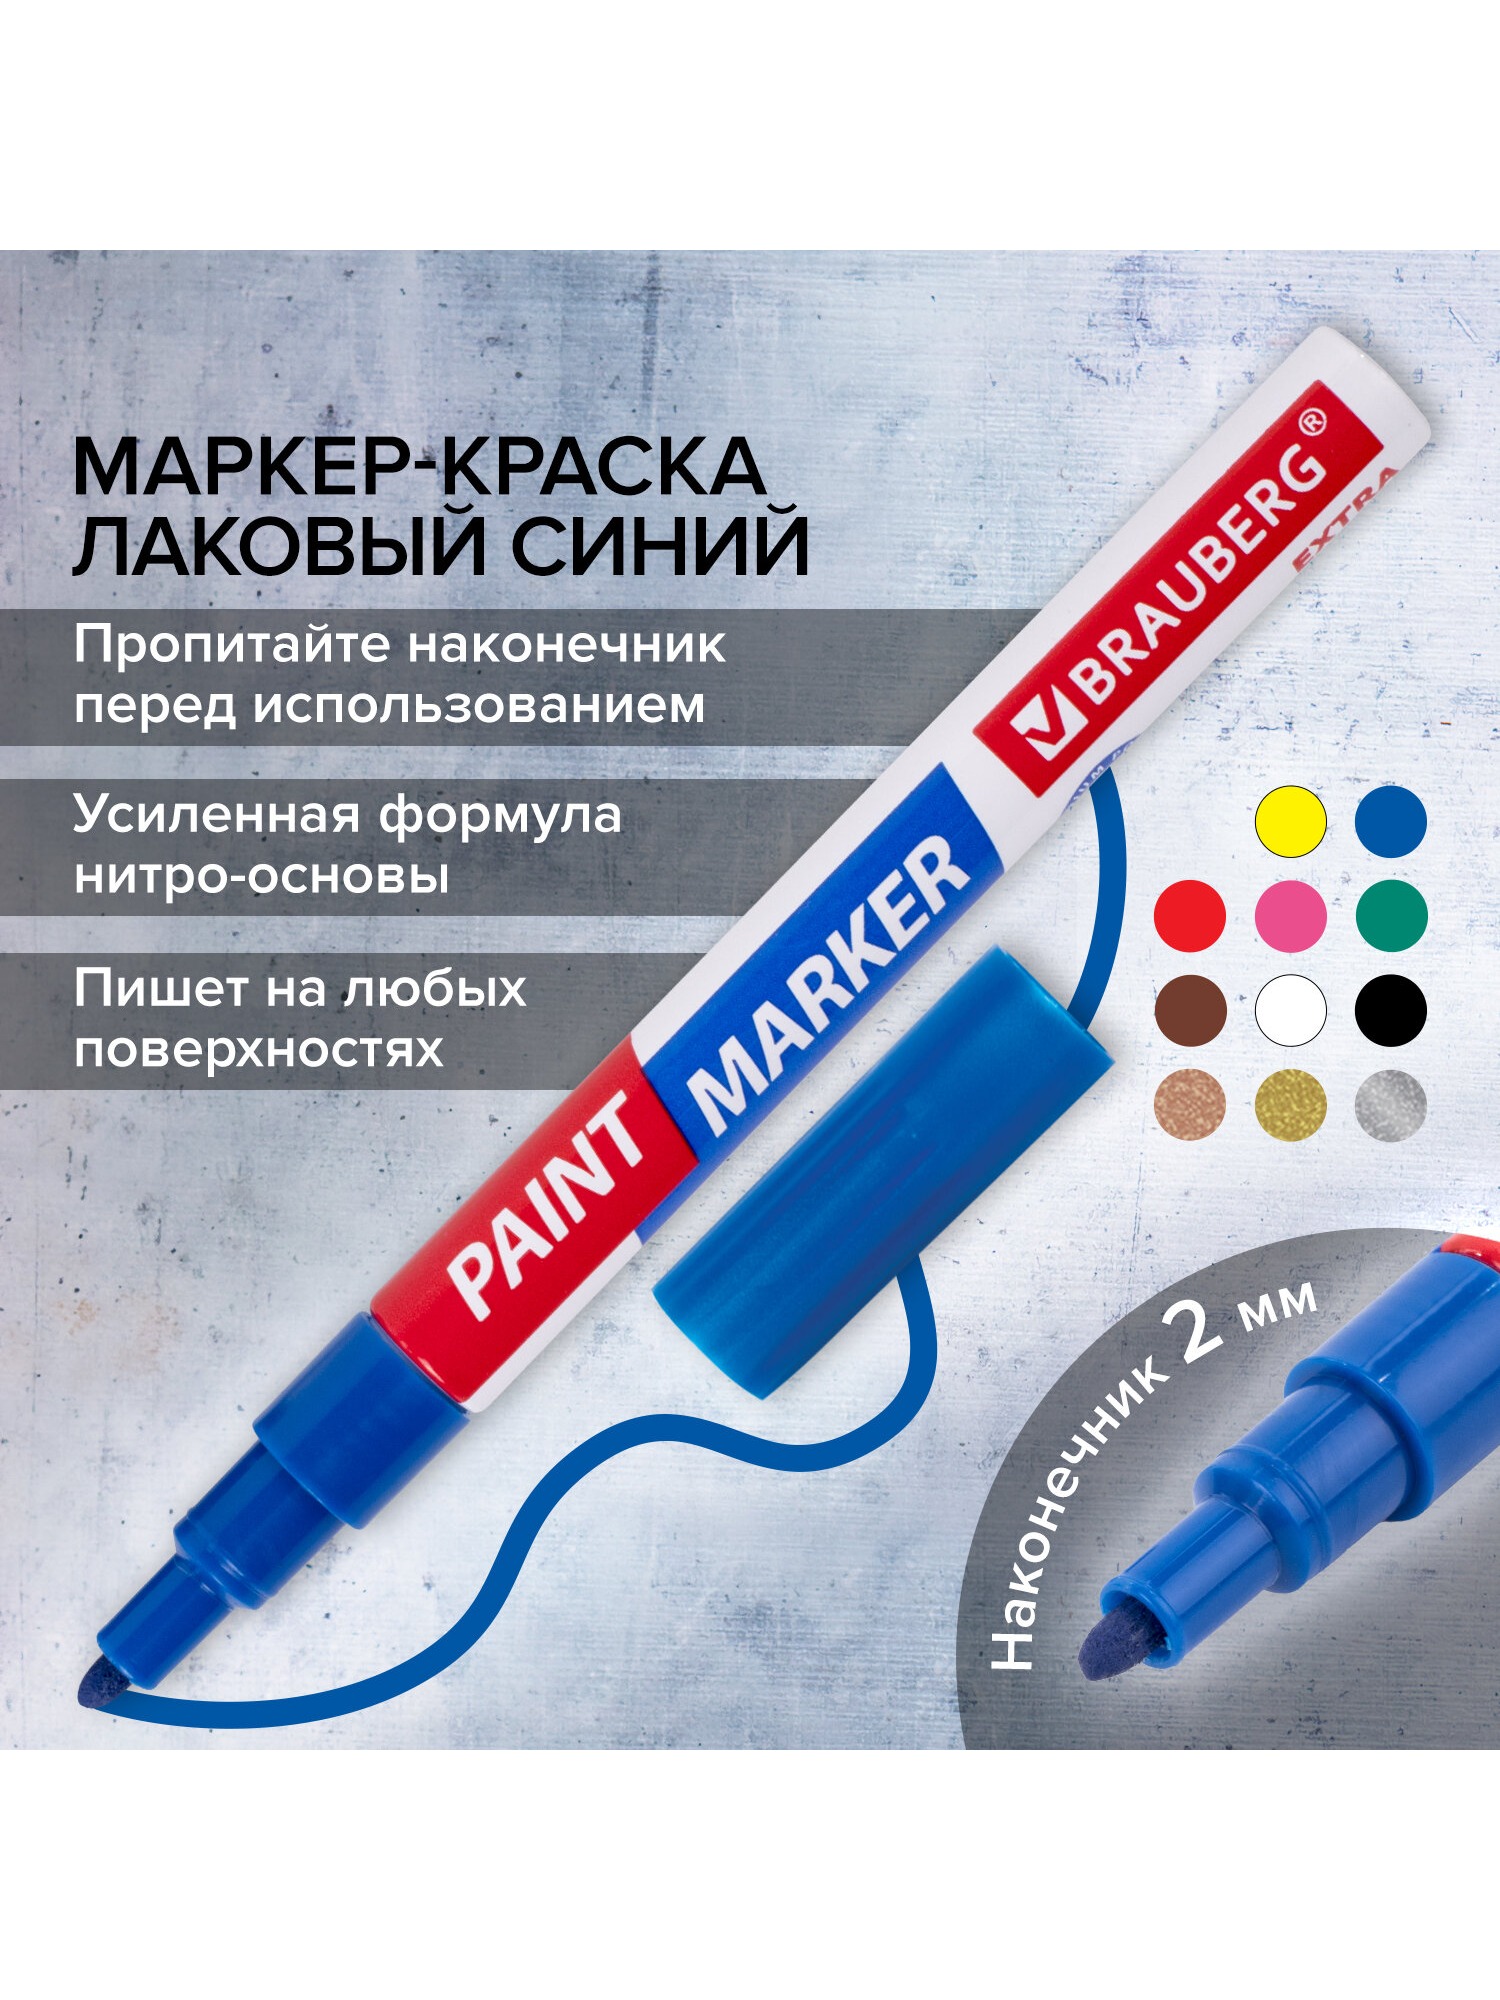 МАРКЕР-КРАСКА
ЛАКОВЫЙ СИНИЙ
Пропитайте наконечник
перед использованием
Усиленная формула
нитро-основы
Пишет на любых
поверхностях
BRAUBERG®
EXTRA
PAINT MARKER
Наконечник 2 мм